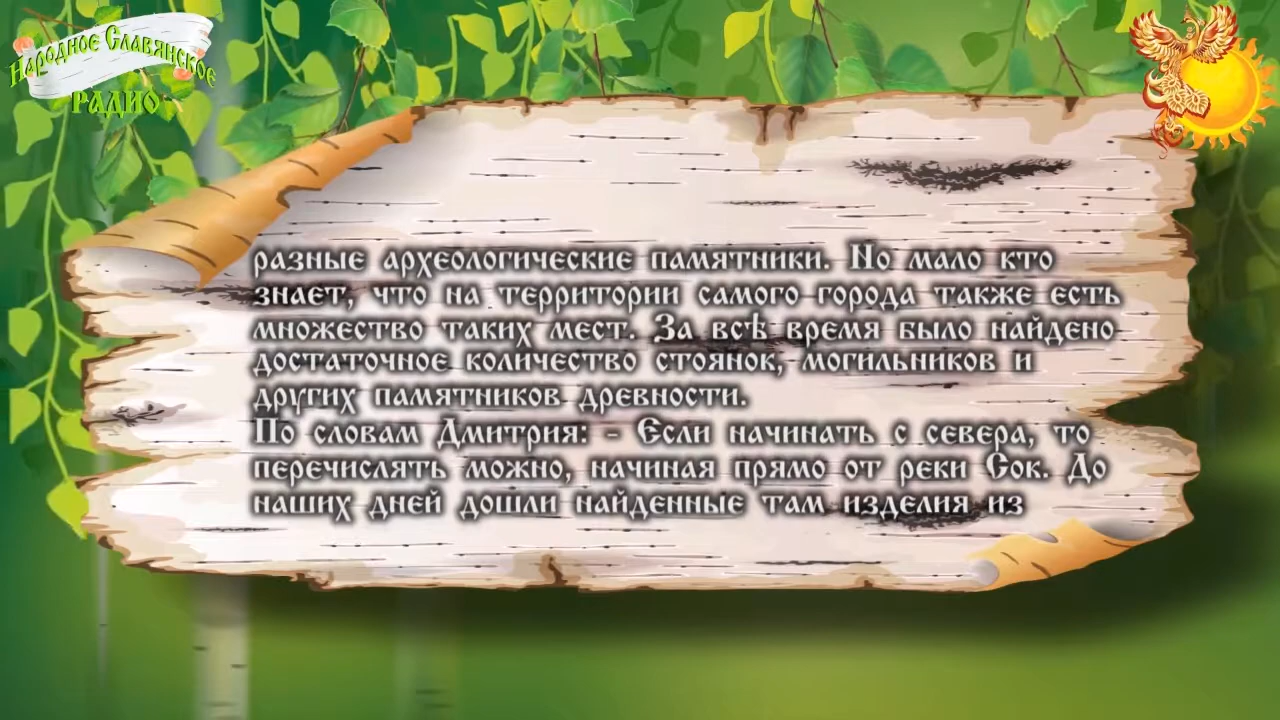 Народное Славянское
РАДИО
разные археологические памятники. Но мало кто
знает, что на территории самого города также есть
множество таких мест. За всѣ время было найдено
достаточное количество стоянок, могильников и
других памятников древности.
По словам Дмитрия: - Если начинать с севера, то
перечислять можно, начиная прямо от реки Сок. До
наших дней дошли найденные там изделия из